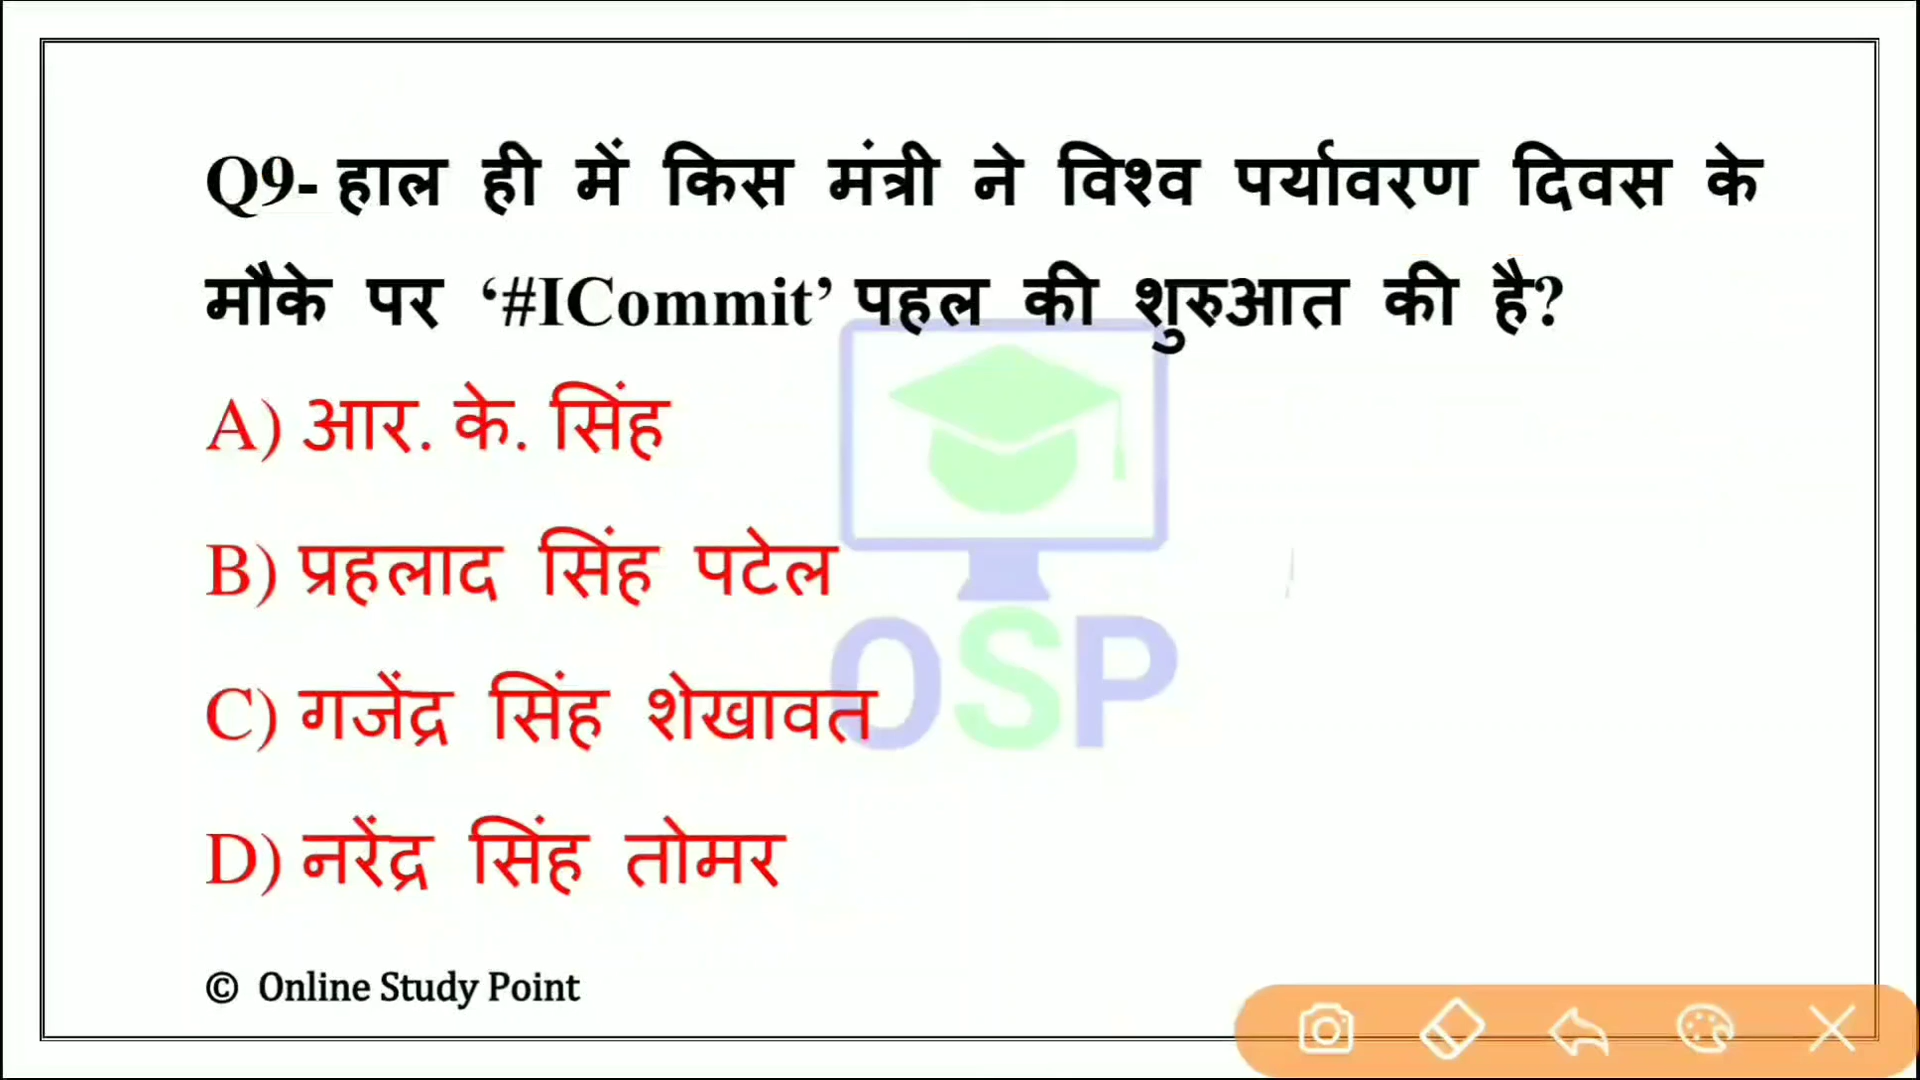 Q9- हाल ही में किस मंत्री ने विश्व पर्यावरण दिवस के
मौके पर ‘#ICommit’ पहल की शुरुआत की है?
A) आर. के. सिंह
B) प्रहलाद सिंह पटेल
C) गजेंद्र सिंह शेखावत
D) नरेंद्र सिंह तोमर
OSP
© Online Study Point